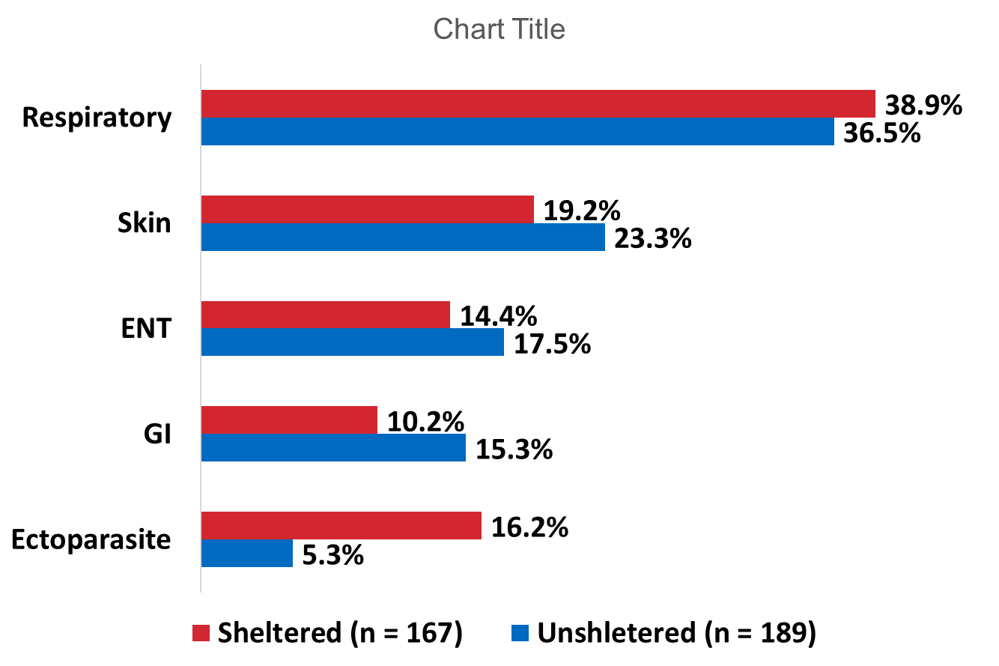 Chart Title
Respiratory
38.9%
36.5%
Skin
19.2%
23.3%
ENT
14.4%
17.5%
GI
10.2%
15.3%
Ectoparasite
16.2%
5.3%
Sheltered (n = 167)
Unshletered (n = 189)